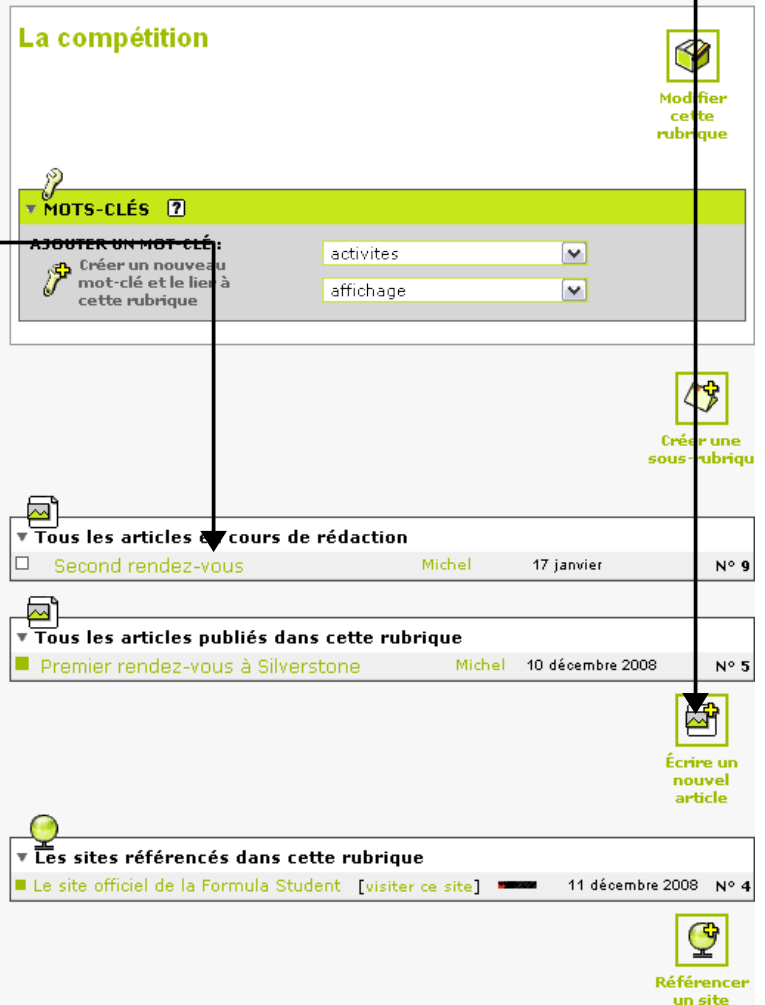 La compétition
Modifier
cette
rubrique
MOTS-CLÉS ?
AJOUTER UN MOT-CLÉ :
Créer un nouveau
mot-clé et le lier à
cette rubrique
activites
affichage
Créer une
sous-rubriqu
Tous les articles en cours de rédaction
Second rendez-vous Michel 17 janvier N° 9
Tous les articles publiés dans cette rubrique
Premier rendez-vous à Silverstone Michel 10 décembre 2008 N° 5
Écrire un
nouvel
article
Les sites référencés dans cette rubrique
Le site officiel de la Formula Student [visiter ce site] 11 décembre 2008 N° 4
Référencer
un site